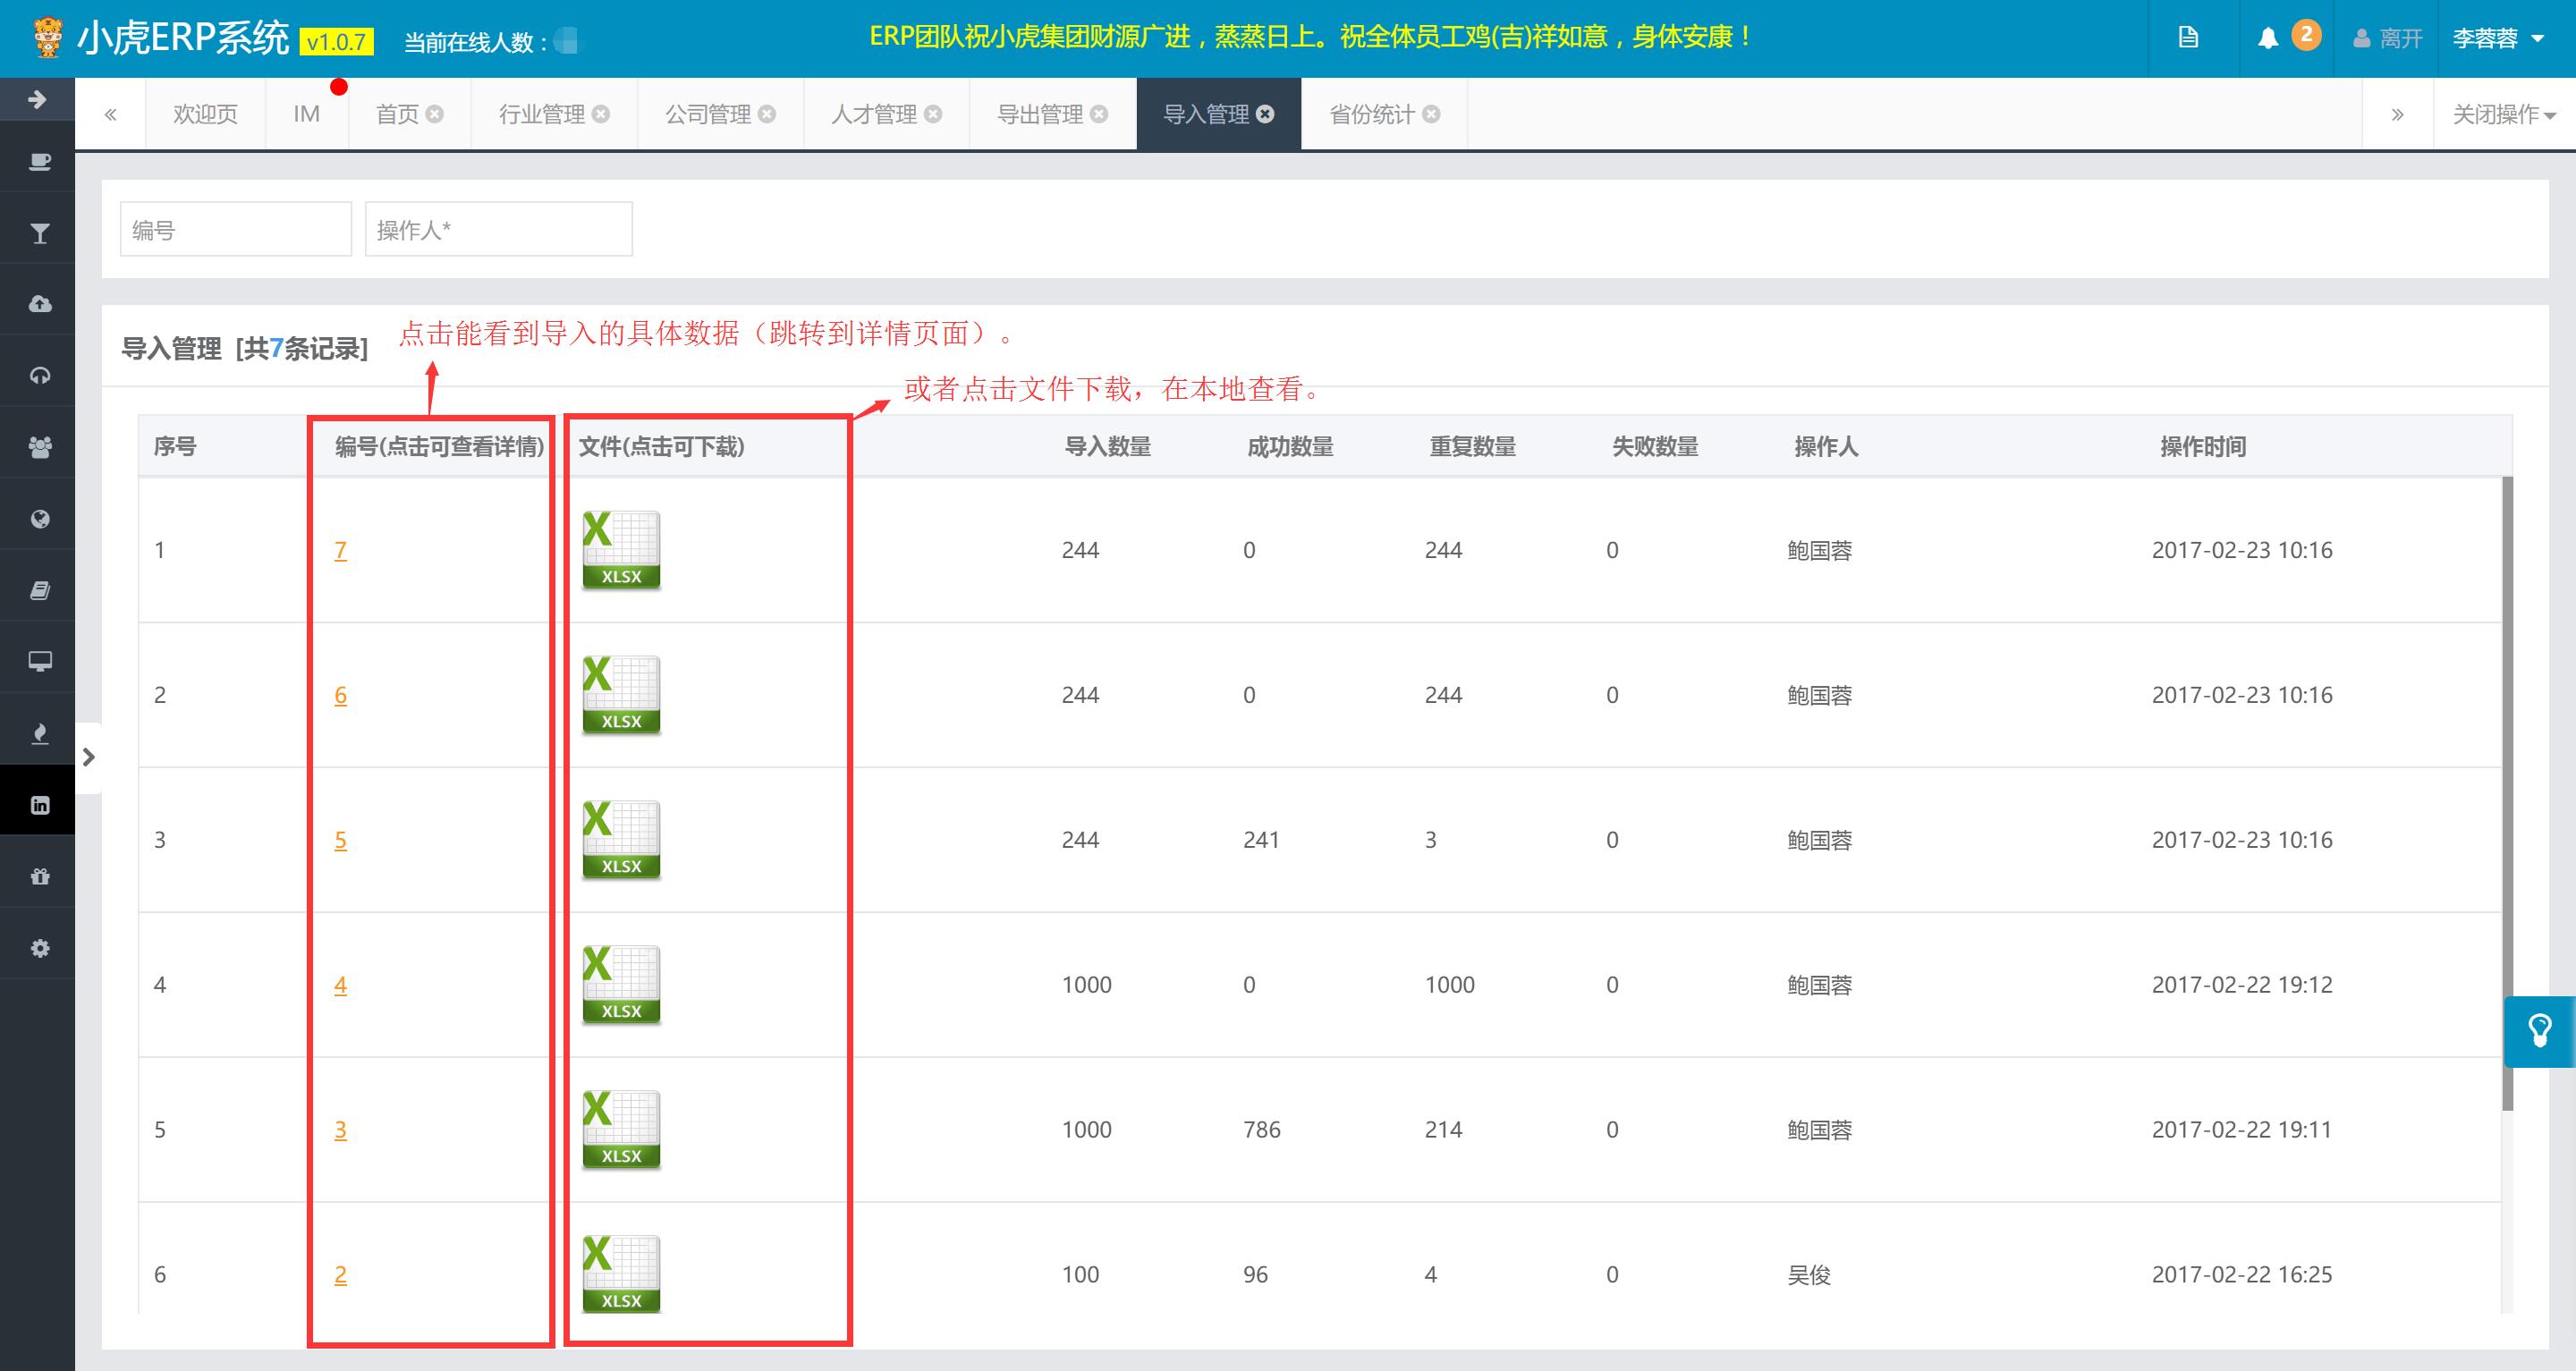 小虎ERP系统 v1.0.7 当前在线人数：
ERP团队祝小虎集团财源广进，蒸蒸日上。祝全体员工鸡(吉)祥如意，身体安康！
2 离开 李蓉蓉
欢迎页 IM 首页 行业管理 公司管理 人才管理 导出管理 导入管理 省份统计 关闭操作
编号 操作人*
点击能看到导入的具体数据（跳转到详情页面）。
导入管理 [共7条记录]
或者点击文件下载，在本地查看。
序号 编号(点击可查看详情) 文件(点击可下载) 导入数量 成功数量 重复数量 失败数量 操作人 操作时间
1 7 XLSX 244 0 244 0 鲍国蓉 2017-02-23 10:16
2 6 XLSX 244 0 244 0 鲍国蓉 2017-02-23 10:16
3 5 XLSX 244 241 3 0 鲍国蓉 2017-02-23 10:16
4 4 XLSX 1000 0 1000 0 鲍国蓉 2017-02-22 19:12
5 3 XLSX 1000 786 214 0 鲍国蓉 2017-02-22 19:11
6 2 XLSX 100 96 4 0 吴俊 2017-02-22 16:25